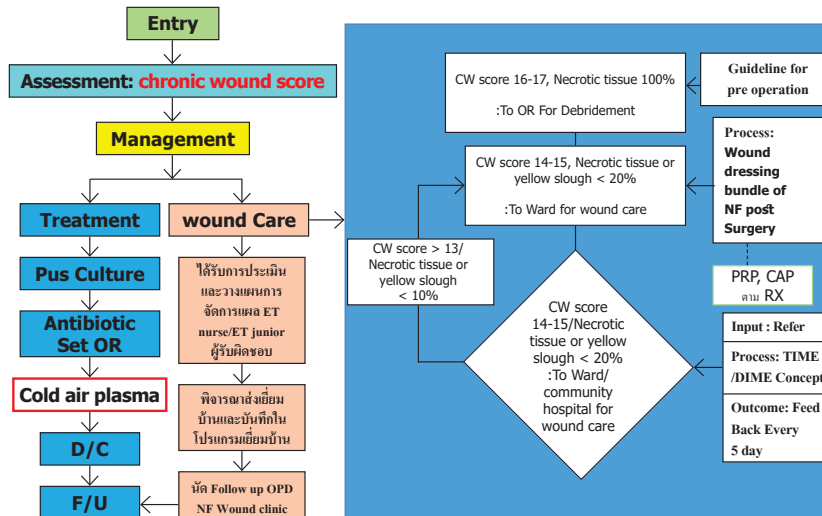 Entry
Assessment: chronic wound score
Management
Treatment
wound Care
Pus Culture
Antibiotic
Set OR
Cold air plasma
D/C
F/U
ได้รับการประเมิน
และวางแผนการ
จัดการแผล ET
nurse/ET junior
ผู้รับผิดชอบ
พิจารณาส่งเยี่ยม
บ้านและบันทึกใน
โปรแกรมเยี่ยมบ้าน
นัด Follow up OPD
NF Wound clinic
CW score 16-17, Necrotic tissue 100%
:To OR For Debridement
Guideline for
pre operation
CW score 14-15, Necrotic tissue or
yellow slough < 20%
:To Ward for wound care
Process:
Wound
dressing
bundle of
NF post
Surgery
CW score > 13/
Necrotic tissue or
yellow slough
< 10%
PRP, CAP
ตาม RX
CW score
14-15/Necrotic
tissue or yellow
slough < 20%
:To Ward/
community
hospital for
wound care
Input : Refer
Process: TIME
/DIME Concept
Outcome: Feed
Back Every
5 day